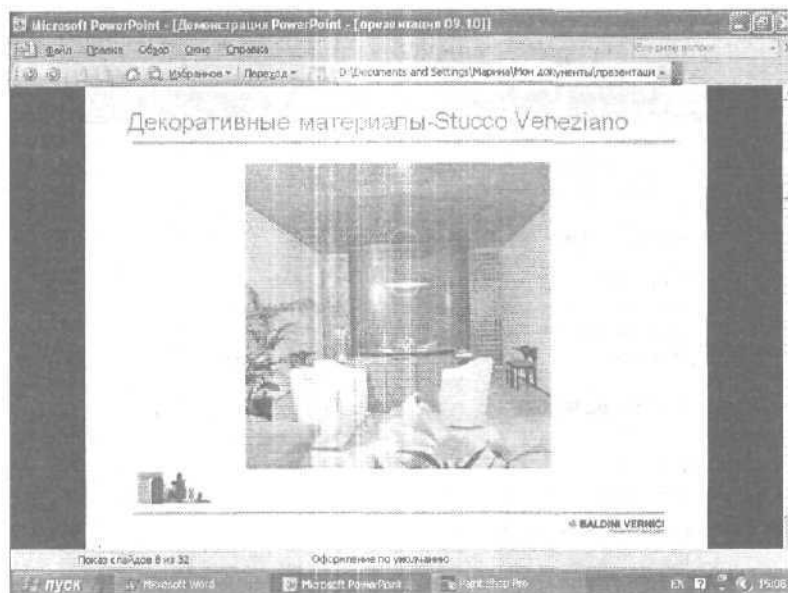 Microsoft PowerPoint - [Демонстрация PowerPoint - [презентация 09.10]]
Файл Правка Обзор Окно Справка
Введите вопрос
Избранное Переход D:\Documents and Settings\Марина\Мои документы\презентаци
Декоративные материалы-Stucco Veneziano
BALDINI VERNICI
Показ слайдов 8 из 32 Оформление по умолчанию
пуск Microsoft Word Microsoft PowerPoint ... Paint Shop Pro EN 15:08